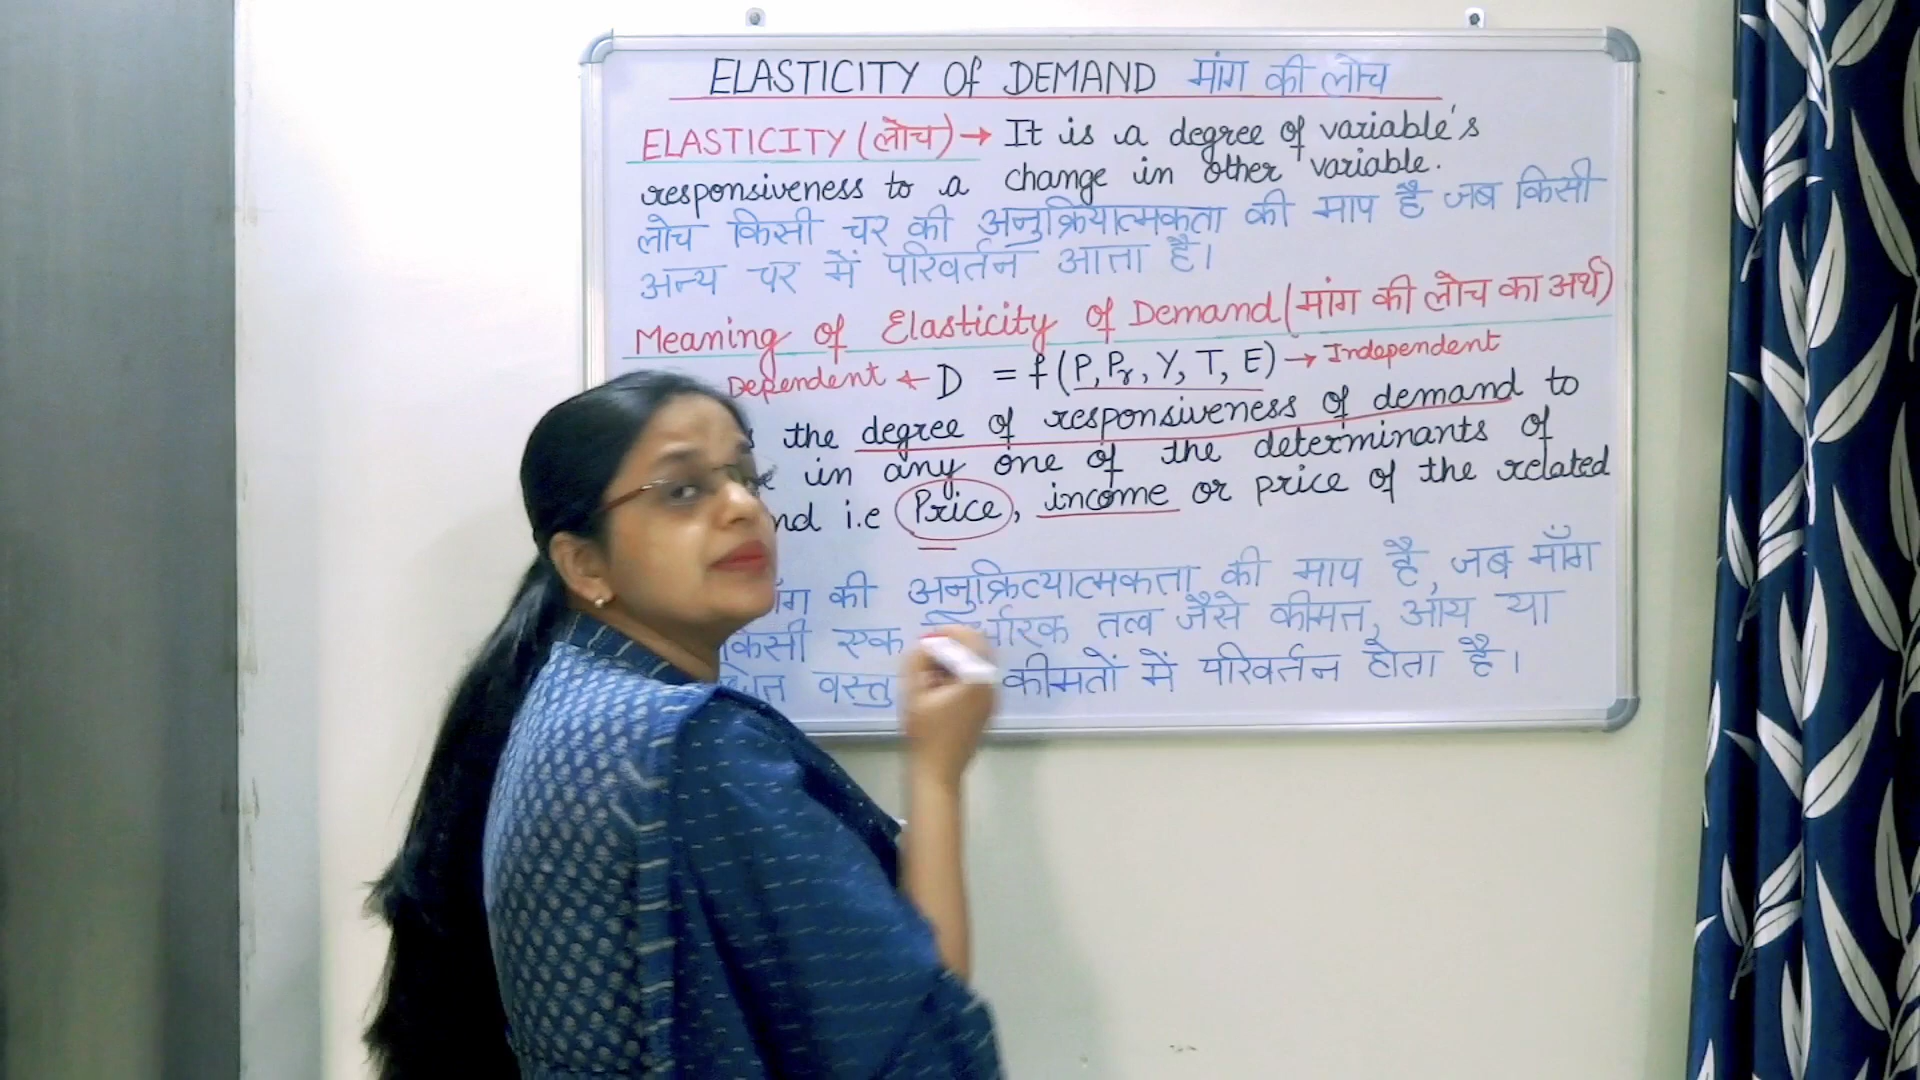 ELASTICITY Of DEMAND मांग की लोच
ELASTICITY (लोच) → It is a degree of variable's
responsiveness to a change in other variable.
लोच किसी चर की अनुक्रियात्मकता की माप है जब किसी
अन्य चर में परिवर्तन आता है।
Meaning of Elasticity of Demand (मांग की लोच का अर्थ)
Dependent ← D = f (P, Pr, Y, T, E) → Independent
the degree of responsiveness of demand to
in any one of the determinants of
i.e Price, income or price of the related
की अनुक्रित्यात्मकता की माप है, जब माँग
किसी एक तत्व जैसे कीमत, आय या
वस्तु कीमतों में परिवर्तन होता है।